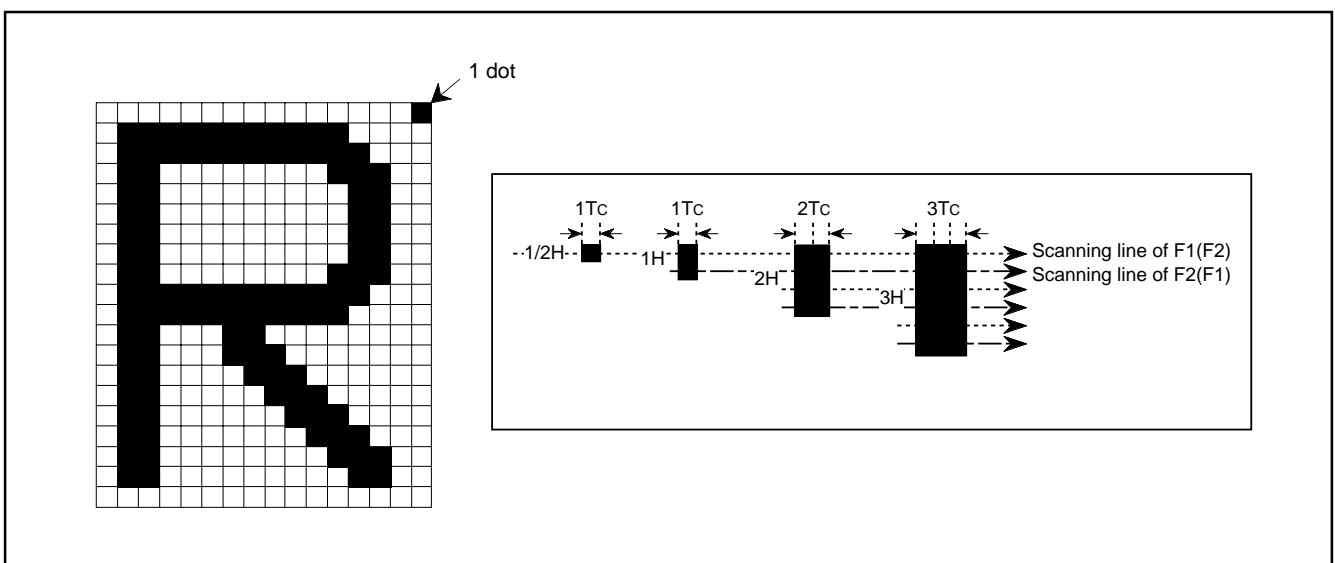 1 dot
1Tc 1Tc 2Tc 3Tc
1/2H 1H 2H 3H
Scanning line of F1(F2)
Scanning line of F2(F1)